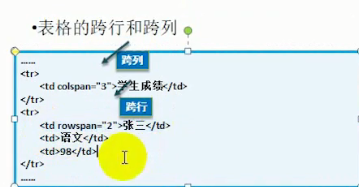 •表格的跨行和跨列
跨列
……
<tr>
<td colspan="3">学生成绩</td>
</tr>
跨行
<tr>
<td rowspan="2">张三</td>
<td>语文</td>
<td>98</td>
</tr>
……